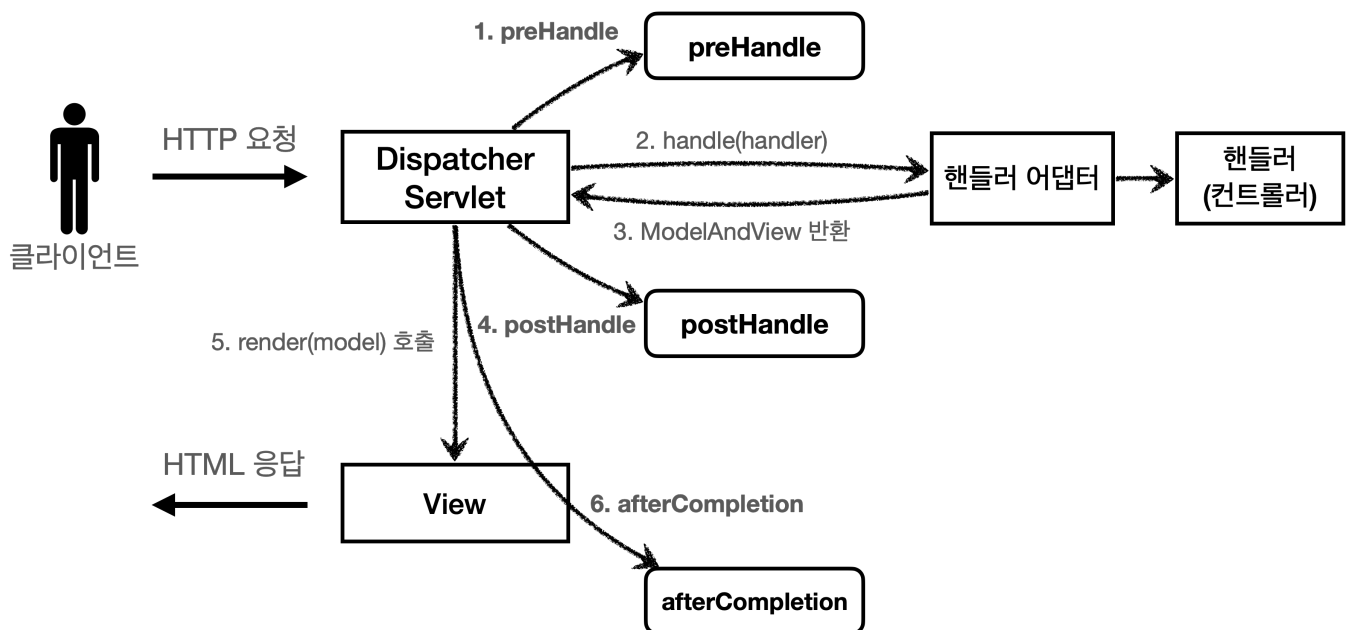 1. preHandle
preHandle
HTTP 요청
클라이언트
Dispatcher
Servlet
2. handle(handler)
3. ModelAndView 반환
핸들러 어댑터
핸들러
(컨트롤러)
4. postHandle
postHandle
5. render(model) 호출
HTML 응답
View
6. afterCompletion
afterCompletion